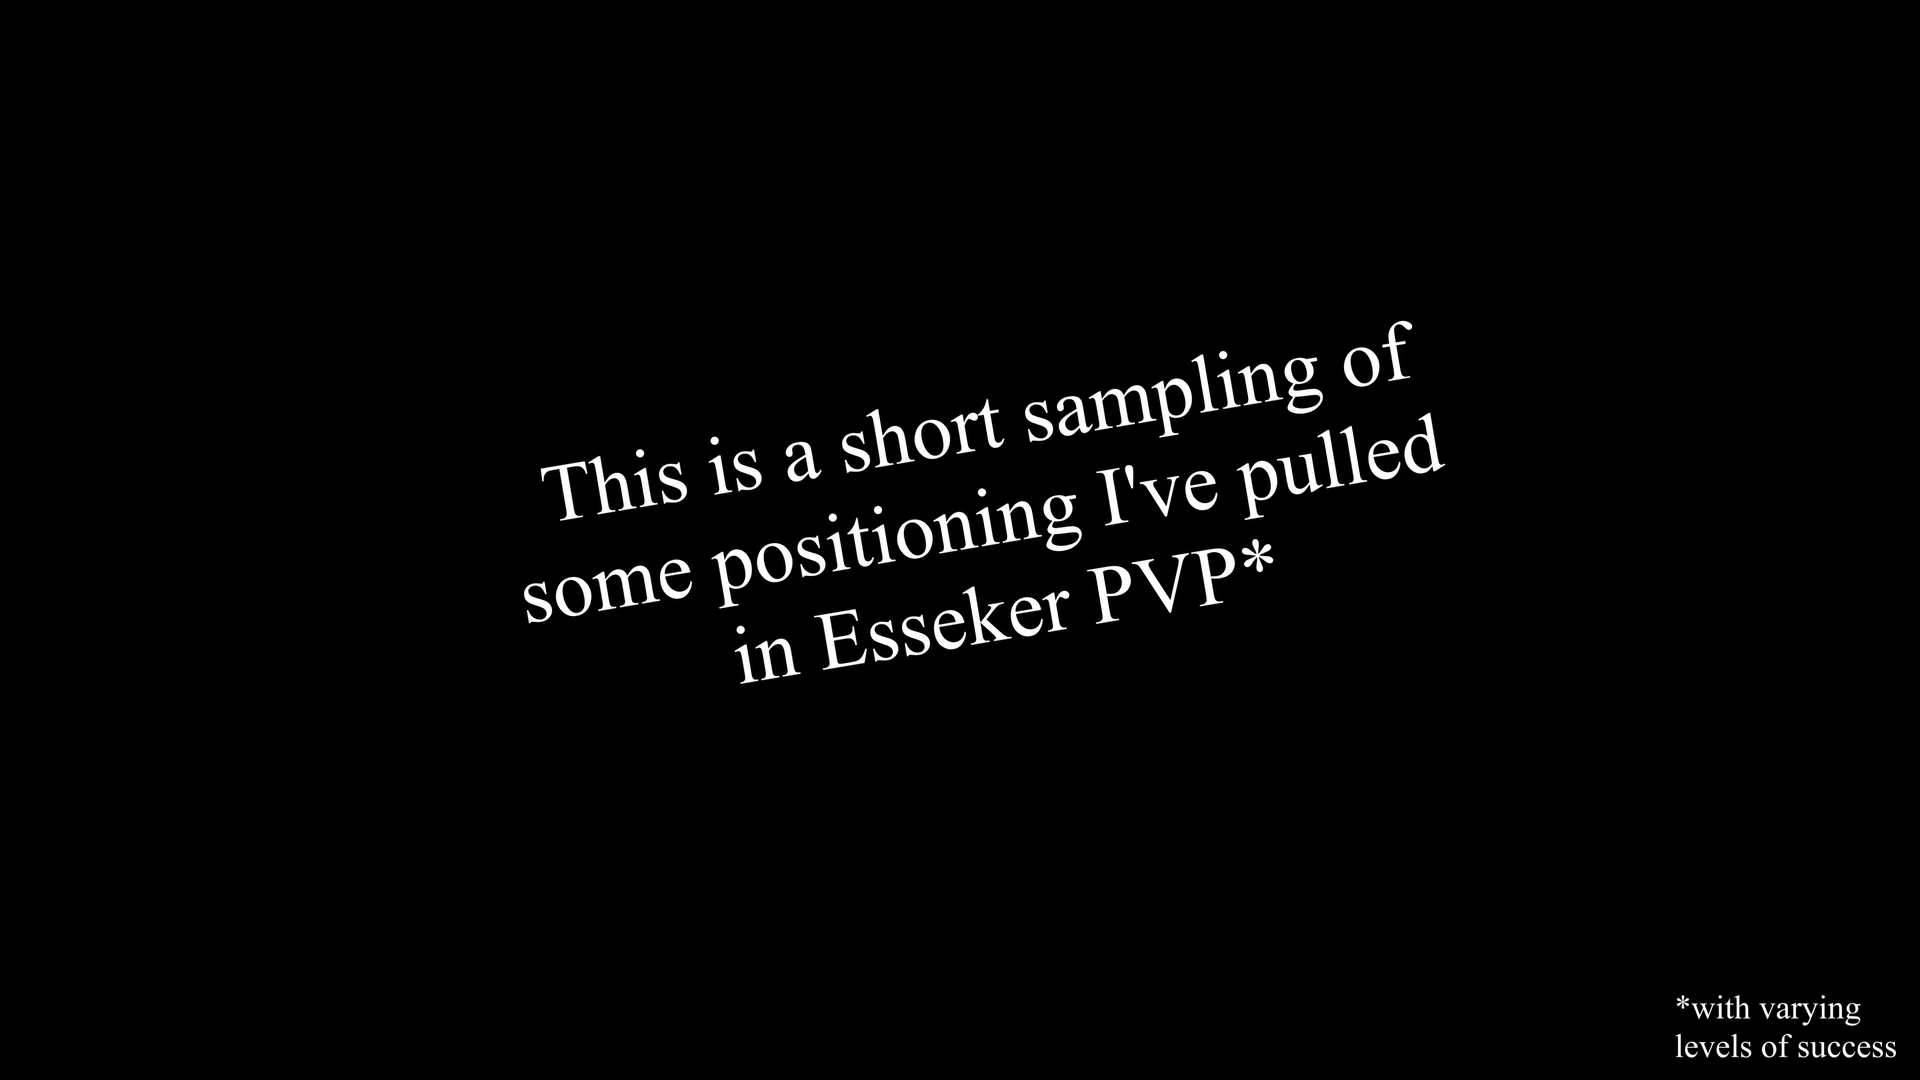 This is a short sampling of
some positioning I've pulled
in Esseker PVP*
*with varying
levels of success